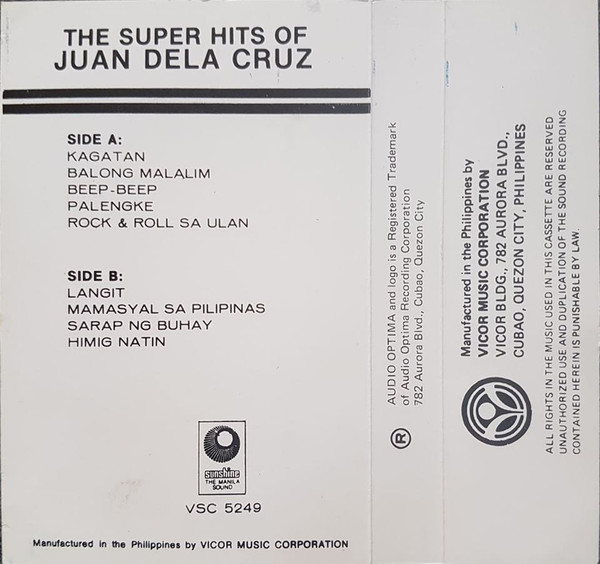 THE SUPER HITS OF
JUAN DELA CRUZ
SIDE A:
KAGATAN
BALONG MALALIM
BEEP-BEEP
PALENGKE
ROCK & ROLL SA ULAN
SIDE B:
LANGIT
MAMASYAL SA PILIPINAS
SARAP NG BUHAY
HIMIG NATIN
sunshine
THE MANILA
SOUND
VSC 5249
Manufactured in the Philippines by VICOR MUSIC CORPORATION
AUDIO OPTIMA and logo is a Registered Trademark
of Audio Optima Recording Corporation
782 Aurora Blvd., Cubao, Quezon City
®
Manufactured in the Philippines by
VICOR MUSIC CORPORATION
VICOR BLDG., 782 AURORA BLVD.,
CUBAO, QUEZON CITY, PHILIPPINES
ALL RIGHTS IN THE MUSIC USED IN THIS CASSETTE ARE RESERVED
UNAUTHORIZED USE AND DUPLICATION OF THE SOUND RECORDING
CONTAINED HEREIN IS PUNISHABLE BY LAW.